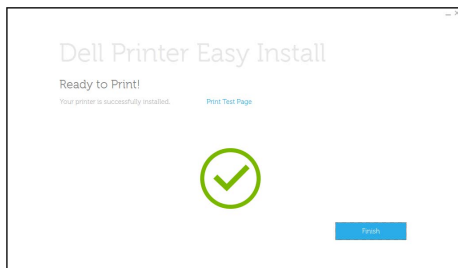 Dell Printer Easy Install
Ready to Print!
Your printer is successfully installed. Print Test Page
Finish